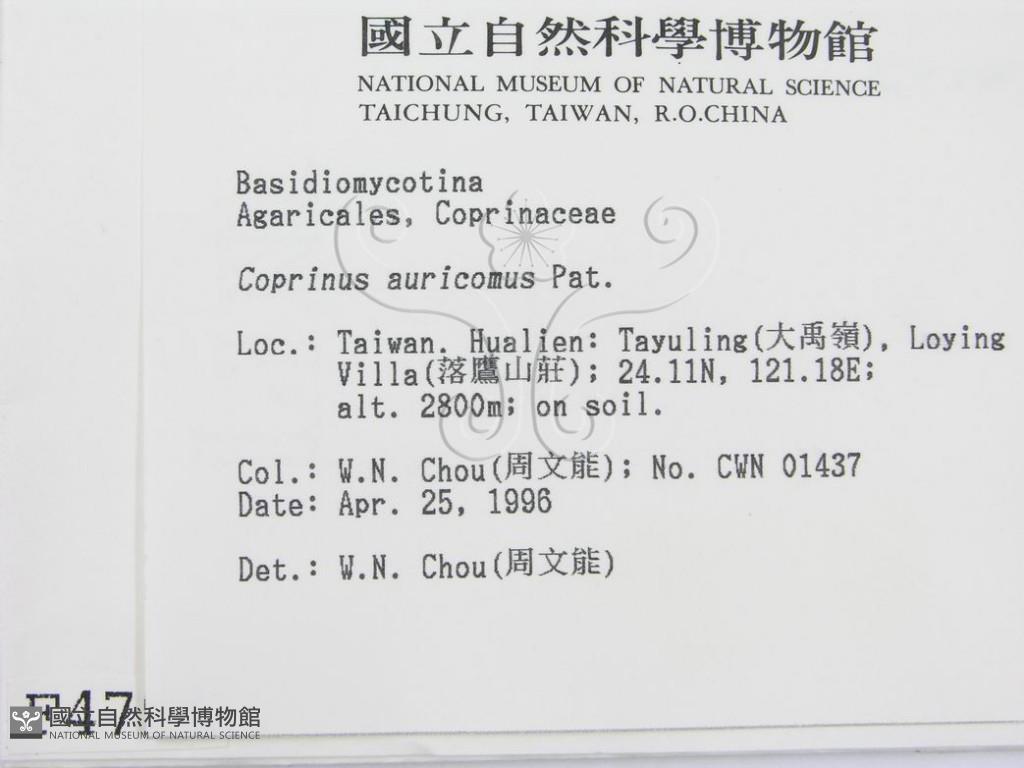 國立自然科學博物館
NATIONAL MUSEUM OF NATURAL SCIENCE
TAICHUNG, TAIWAN, R.O.CHINA
Basidiomycotina
Agaricales, Coprinaceae
Coprinus auricomus Pat.
Loc.: Taiwan. Hualien: Tayuling(大禹嶺), Loying
Villa(落鷹山莊); 24.11N, 121.18E;
alt. 2800m; on soil.
Col.: W.N. Chou(周文能); No. CWN 01437
Date: Apr. 25, 1996
Det.: W.N. Chou(周文能)
F47
國立自然科學博物館
NATIONAL MUSEUM OF NATURAL SCIENCE